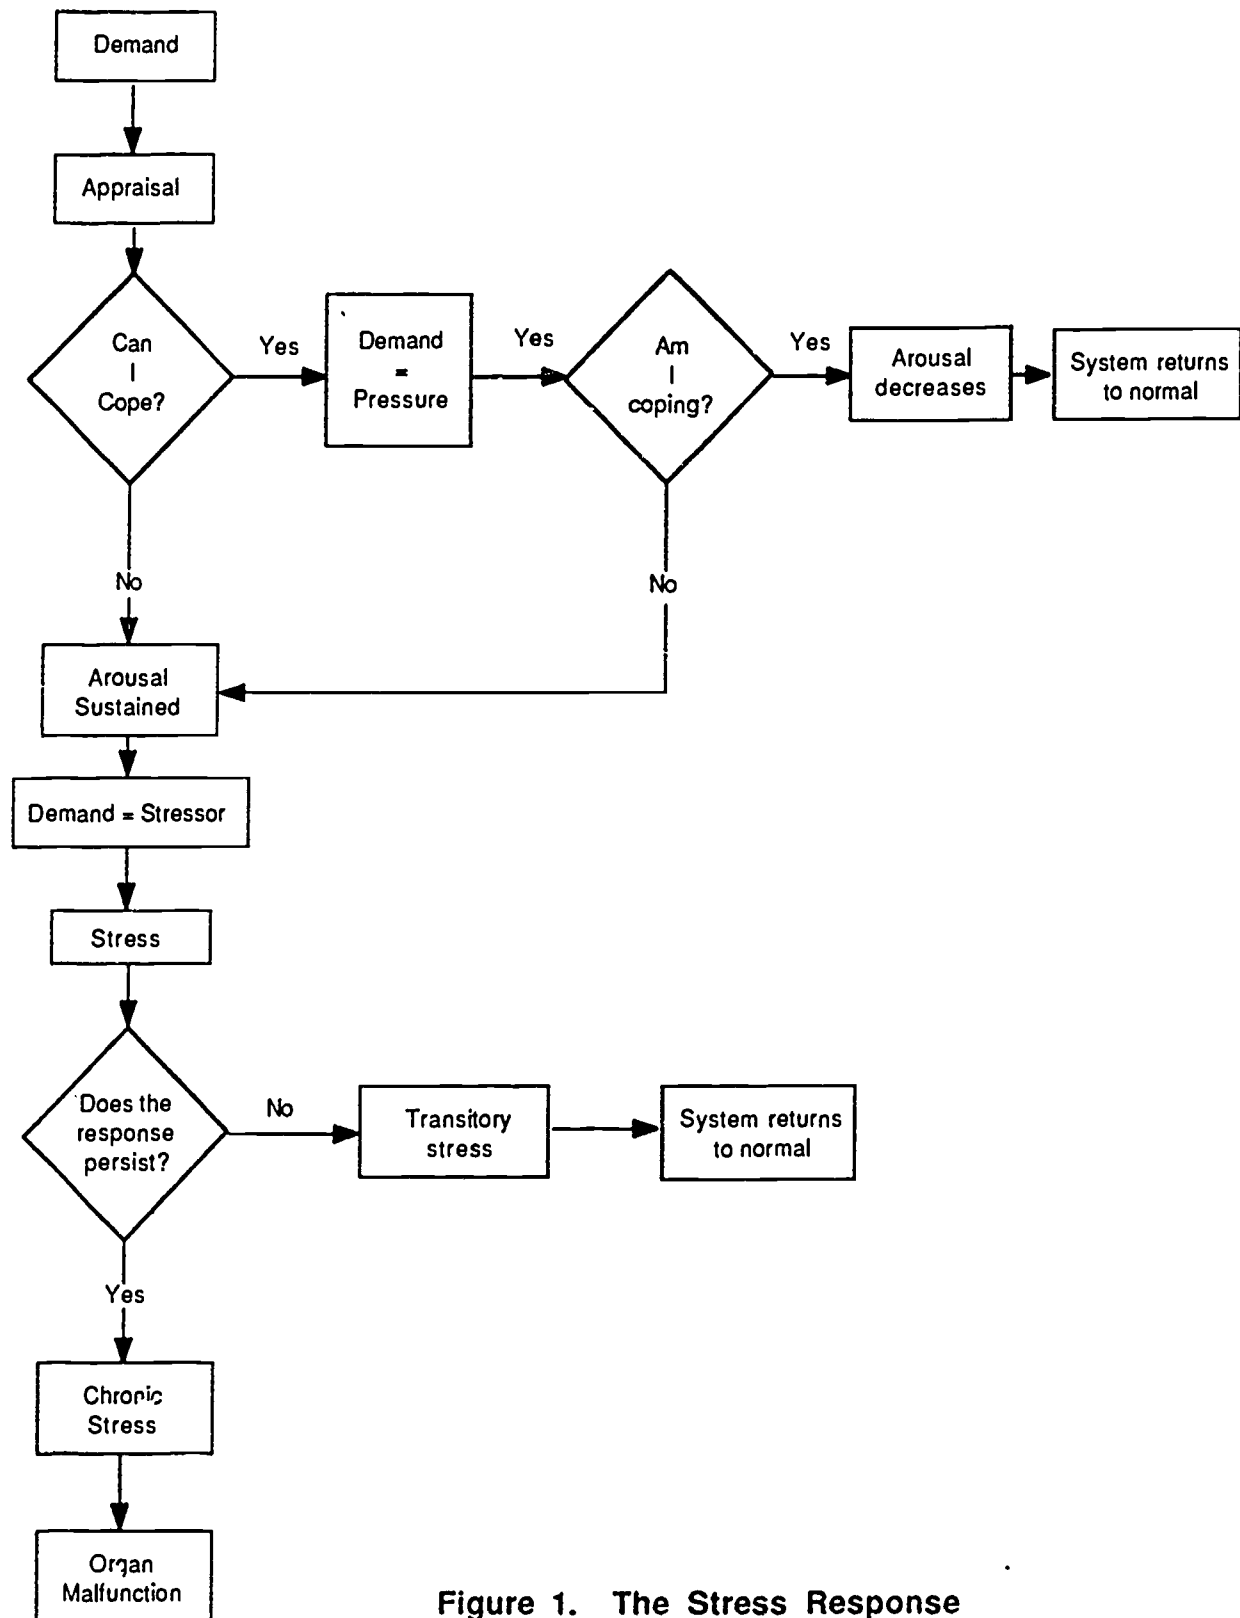 Demand
Appraisal
Can
I
Cope?
Yes
Demand
=
Pressure
Yes
Am
I
coping?
Yes
Arousal
decreases
System returns
to normal
No
No
Arousal
Sustained
Demand = Stressor
Stress
Does the
response
persist?
No
Transitory
stress
System returns
to normal
Yes
Chronic
Stress
Organ
Malfunction
Figure 1. The Stress Response